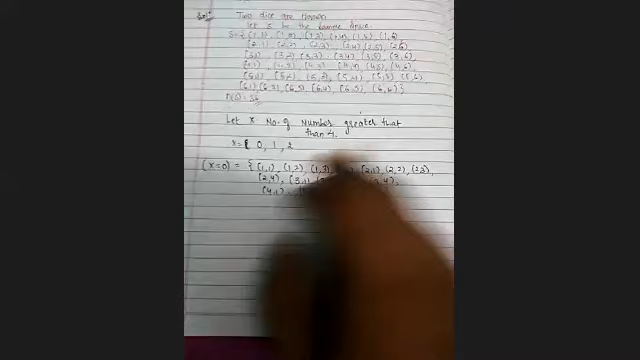 Two dice are thrown
let S be the sample space.
S = { (1,1) (1,2) (1,3) (1,4) (1,5) (1,6)
(2,1) (2,2) (2,3) (2,4) (2,5) (2,6)
(3,1) (3,2) (3,3) (3,4) (3,5) (3,6)
(4,1) (4,2) (4,3) (4,4) (4,5) (4,6)
(5,1) (5,2) (5,3) (5,4) (5,5) (5,6)
(6,1) (6,2) (6,3) (6,4) (6,5) (6,6) }
n(S) = 36
Let X No. of Number greater that
than 4.
X = { 0, 1, 2
(X=0) = { (1,1), (1,2), (1,3), (2,1), (2,2), (2,3),
(2,4), (3,1)
(4,1),